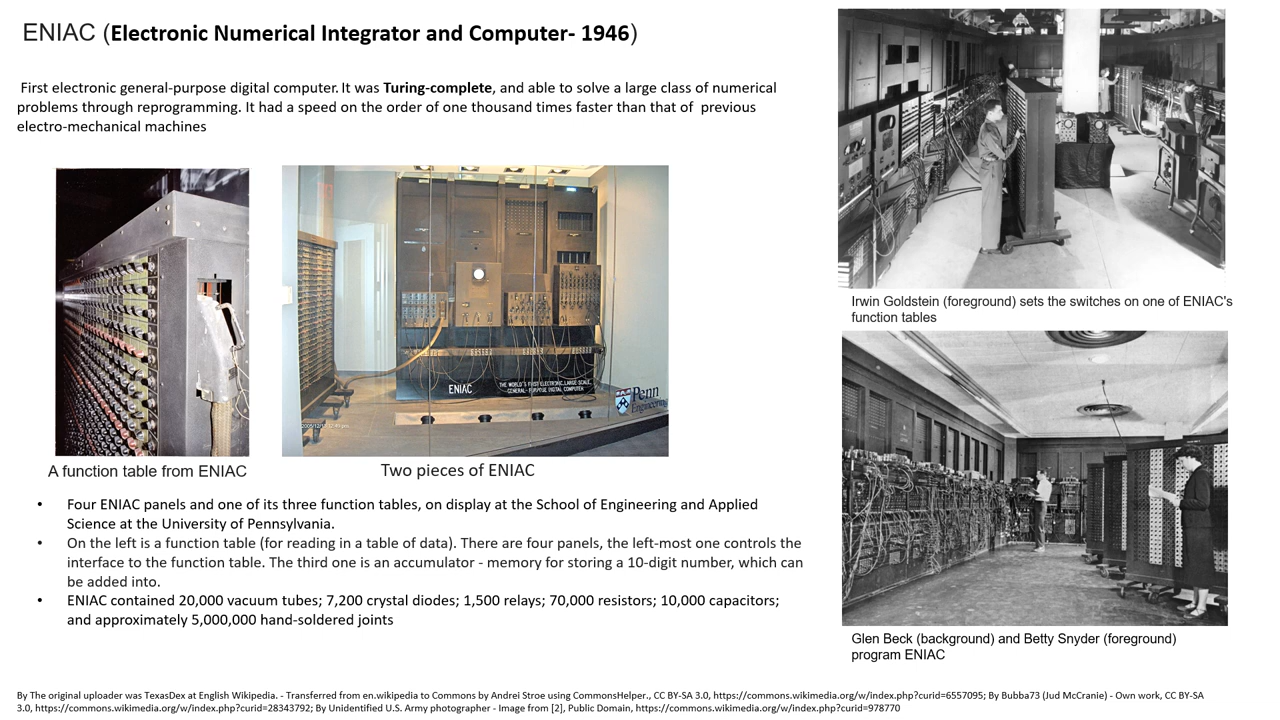 ENIAC (Electronic Numerical Integrator and Computer- 1946)
First electronic general-purpose digital computer. It was Turing-complete, and able to solve a large class of numerical
problems through reprogramming. It had a speed on the order of one thousand times faster than that of previous
electro-mechanical machines
ENIAC
THE WORLD'S FIRST ELECTRONIC, LARGE-SCALE,
GENERAL-PURPOSE DIGITAL COMPUTER
Penn
Engineering
A function table from ENIAC
Two pieces of ENIAC
• Four ENIAC panels and one of its three function tables, on display at the School of Engineering and Applied
Science at the University of Pennsylvania.
• On the left is a function table (for reading in a table of data). There are four panels, the left-most one controls the
interface to the function table. The third one is an accumulator - memory for storing a 10-digit number, which can
be added into.
• ENIAC contained 20,000 vacuum tubes; 7,200 crystal diodes; 1,500 relays; 70,000 resistors; 10,000 capacitors;
and approximately 5,000,000 hand-soldered joints
Irwin Goldstein (foreground) sets the switches on one of ENIAC's
function tables
Glen Beck (background) and Betty Snyder (foreground)
program ENIAC
By The original uploader was TexasDex at English Wikipedia. - Transferred from en.wikipedia to Commons by Andrei Stroe using CommonsHelper., CC BY-SA 3.0, https://commons.wikimedia.org/w/index.php?curid=6557095; By Bubba73 (Jud McCranie) - Own work, CC BY-SA
3.0, https://commons.wikimedia.org/w/index.php?curid=28343792; By Unidentified U.S. Army photographer - Image from [2], Public Domain, https://commons.wikimedia.org/w/index.php?curid=978770